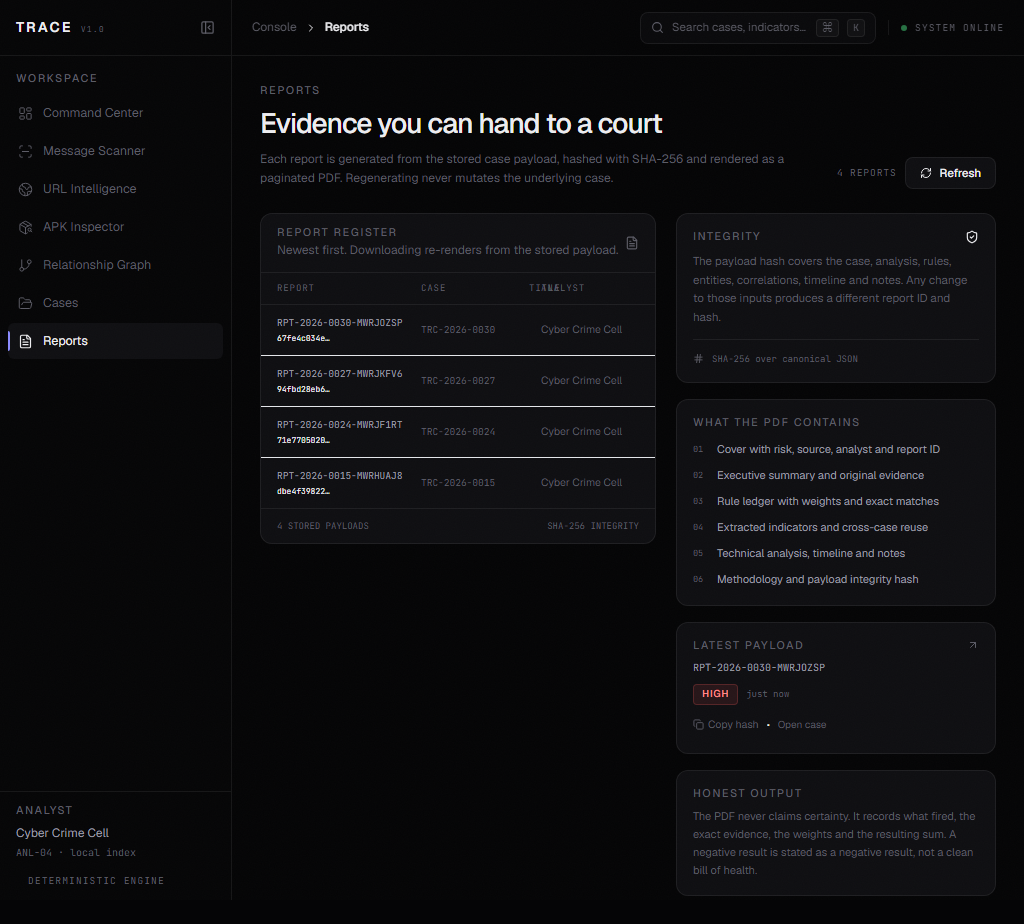 TRACE V1.0
Console > Reports
Search cases, indicators… ⌘ K
SYSTEM ONLINE
WORKSPACE
Command Center
Message Scanner
URL Intelligence
APK Inspector
Relationship Graph
Cases
Reports
ANALYST
Cyber Crime Cell
ANL-04 · local index
DETERMINISTIC ENGINE
REPORTS
Evidence you can hand to a court
Each report is generated from the stored case payload, hashed with SHA-256 and rendered as a
paginated PDF. Regenerating never mutates the underlying case.
4 REPORTS
Refresh
REPORT REGISTER
Newest first. Downloading re-renders from the stored payload.
REPORT CASE TITLE ANALYST
RPT-2026-0030-MWRJOZSP TRC-2026-0030 Cyber Crime Cell
67fe4c034e…
RPT-2026-0027-MWRJKFV6 TRC-2026-0027 Cyber Crime Cell
94fbd28eb6…
RPT-2026-0024-MWRJF1RT TRC-2026-0024 Cyber Crime Cell
71e7705020…
RPT-2026-0015-MWRHUAJ8 TRC-2026-0015 Cyber Crime Cell
dbe4f39822…
4 STORED PAYLOADS SHA-256 INTEGRITY
INTEGRITY
The payload hash covers the case, analysis, rules,
entities, correlations, timeline and notes. Any change
to those inputs produces a different report ID and
hash.
# SHA-256 over canonical JSON
WHAT THE PDF CONTAINS
01 Cover with risk, source, analyst and report ID
02 Executive summary and original evidence
03 Rule ledger with weights and exact matches
04 Extracted indicators and cross-case reuse
05 Technical analysis, timeline and notes
06 Methodology and payload integrity hash
LATEST PAYLOAD
RPT-2026-0030-MWRJOZSP
HIGH just now
Copy hash • Open case
HONEST OUTPUT
The PDF never claims certainty. It records what fired, the
exact evidence, the weights and the resulting sum. A
negative result is stated as a negative result, not a clean
bill of health.